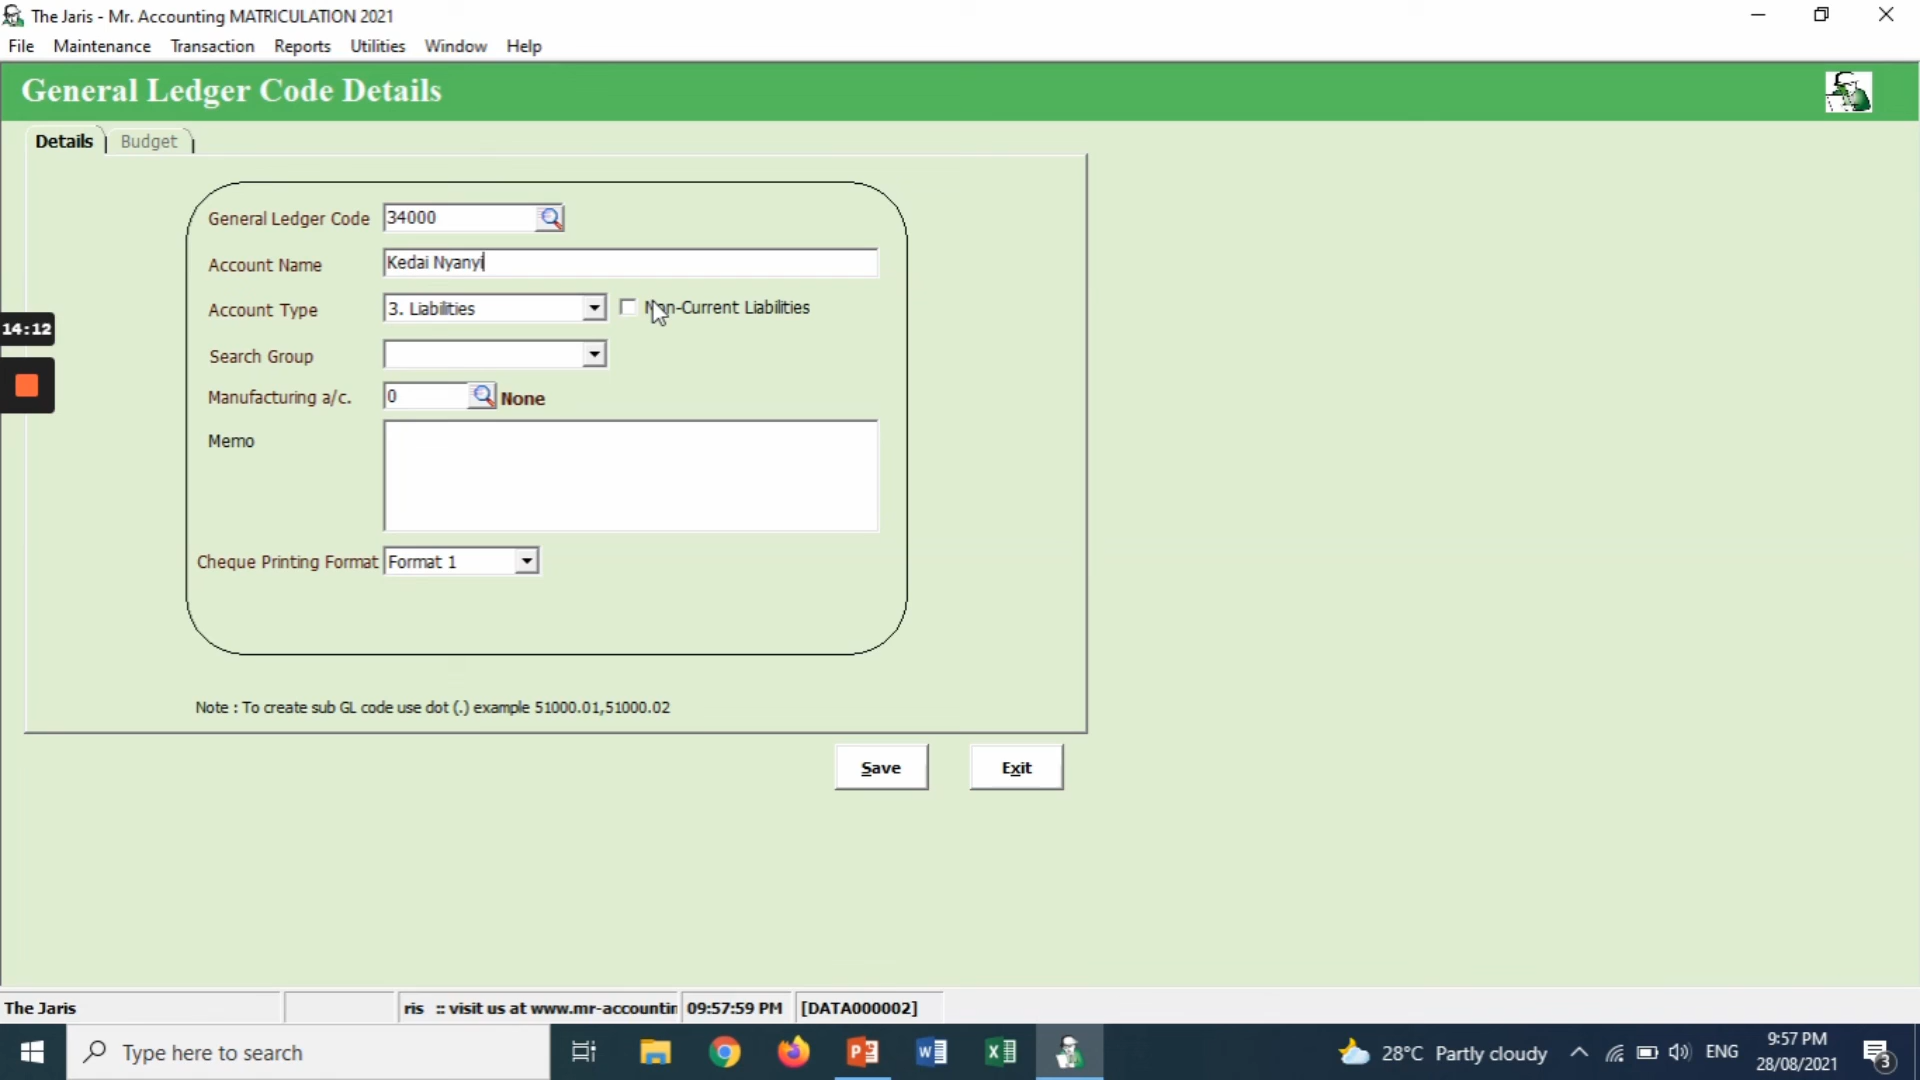 The Jaris - Mr. Accounting MATRICULATION 2021
File Maintenance Transaction Reports Utilities Window Help
General Ledger Code Details
Details Budget
General Ledger Code 34000
Account Name Kedai Nyanyi
Account Type 3. Liabilities Non-Current Liabilities
14:12
Search Group
Manufacturing a/c. 0 None
Memo
Cheque Printing Format Format 1
Note : To create sub GL code use dot (.) example 51000.01,51000.02
Save Exit
The Jaris ris :: visit us at www.mr-accountin 09:57:59 PM [DATA000002]
Type here to search 28°C Partly cloudy ENG 9:57 PM
28/08/2021 3